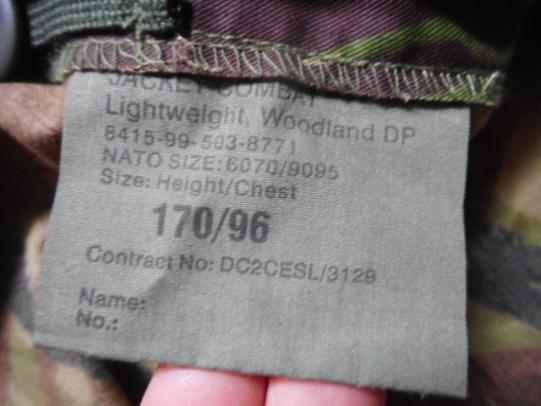 JACKET COMBAT
Lightweight, Woodland DP
8415-99-503-8771
NATO SIZE: 6070/9095
Size: Height/Chest
170/96
Contract No: DC2CESL/3129
Name:
No.: